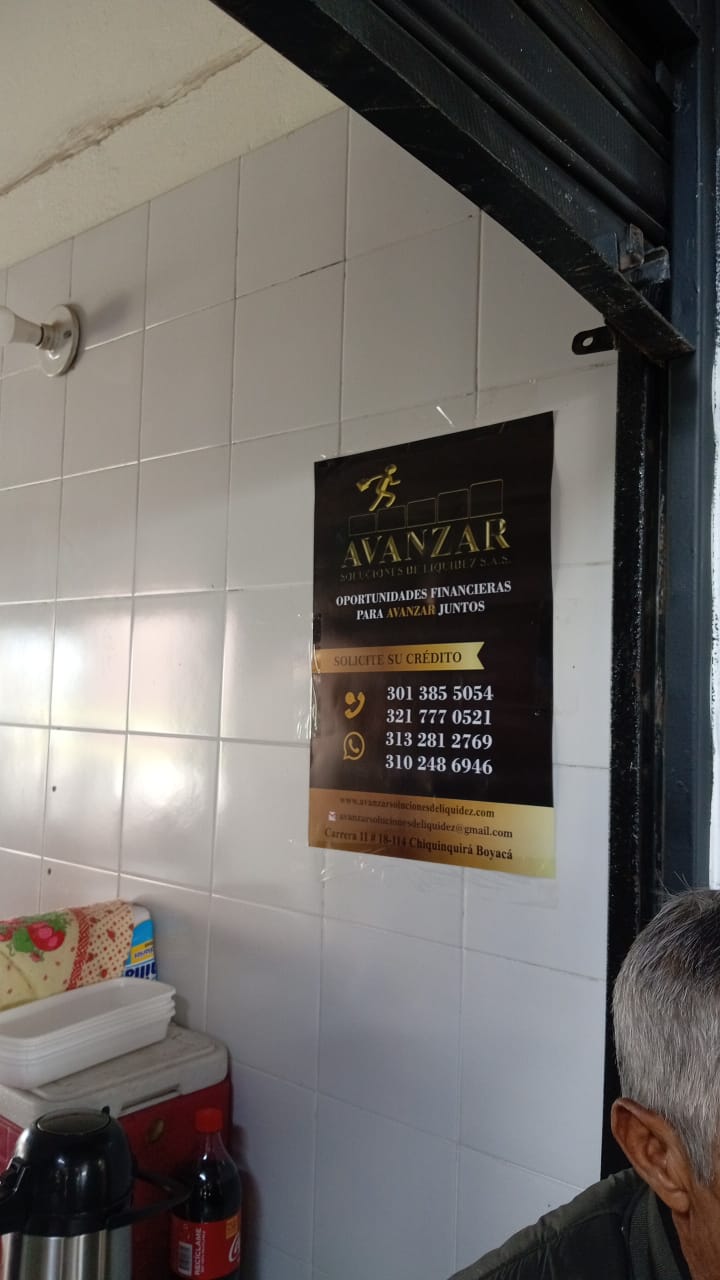 AVANZAR
SOLUCIONES DE LIQUIDEZ S.A.S.
OPORTUNIDADES FINANCIERAS
PARA AVANZAR JUNTOS
SOLICITE SU CRÉDITO
301 385 5054
321 777 0521
313 281 2769
310 248 6946
www.avanzarsolucionesdeliquidez.com
avanzarsolucionesdeliquidez@gmail.com
Carrera 11 # 18-114 Chiquinquirá Boyacá
RECICLAME